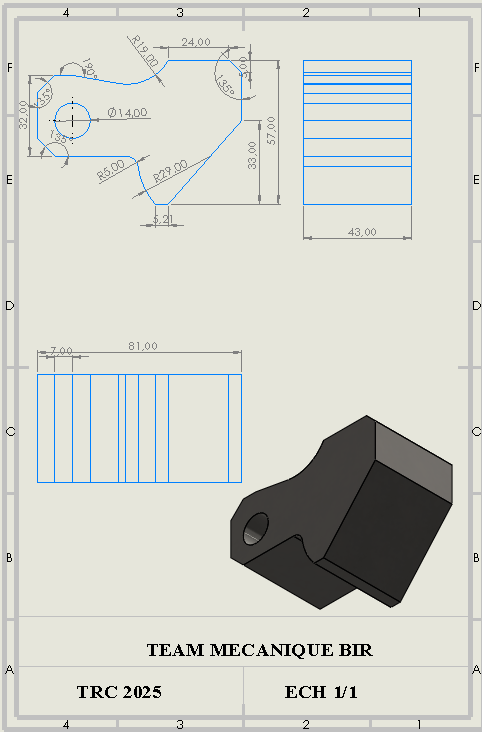 4 3 2 1
F F
R19,00
24,00
190°
5,00
135°
135°
32,00
Ø14,00
135°
33,00
57,00
E E
R5,00
R29,00
5,21
43,00
D D
81,00
7,00
C C
B B
TEAM MECANIQUE BIR
A A
TRC 2025 ECH 1/1
4 3 2 1